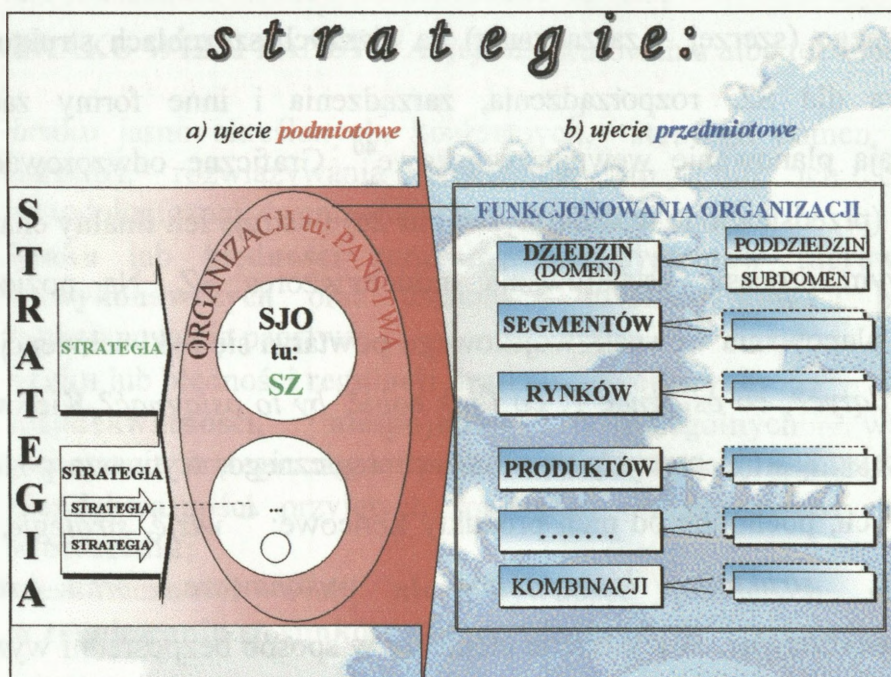 strategie:
a) ujecie podmiotowe
b) ujecie przedmiotowe
STRATEGIA
STRATEGIA
STRATEGIA
STRATEGIA
STRATEGIA
ORGANIZACJI tu: PAŃSTWA
SJO
tu:
SZ
...
FUNKCJONOWANIA ORGANIZACJI
DZIEDZIN
(DOMEN)
PODDZIEDZIN
SUBDOMEN
SEGMENTÓW
RYNKÓW
PRODUKTÓW
........
KOMBINACJI